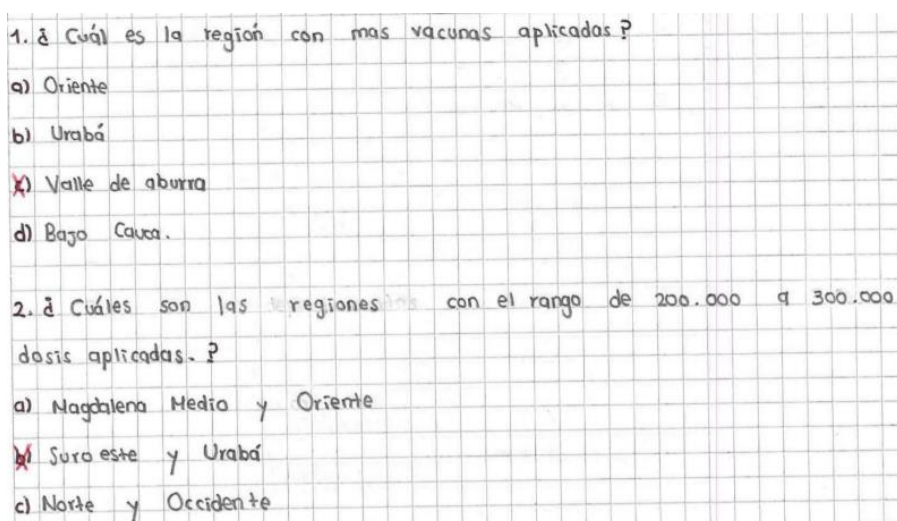 1. ¿ Cuál es la región con mas vacunas aplicadas?
a) Oriente
b) Urabá
c) Valle de aburra
d) Bajo Cauca.
2. ¿ Cuáles son las regiones con el rango de 200.000 a 300.000
dosis aplicadas. ?
a) Magdalena Medio y Oriente
b) Suroeste y Urabá
c) Norte y Occidente